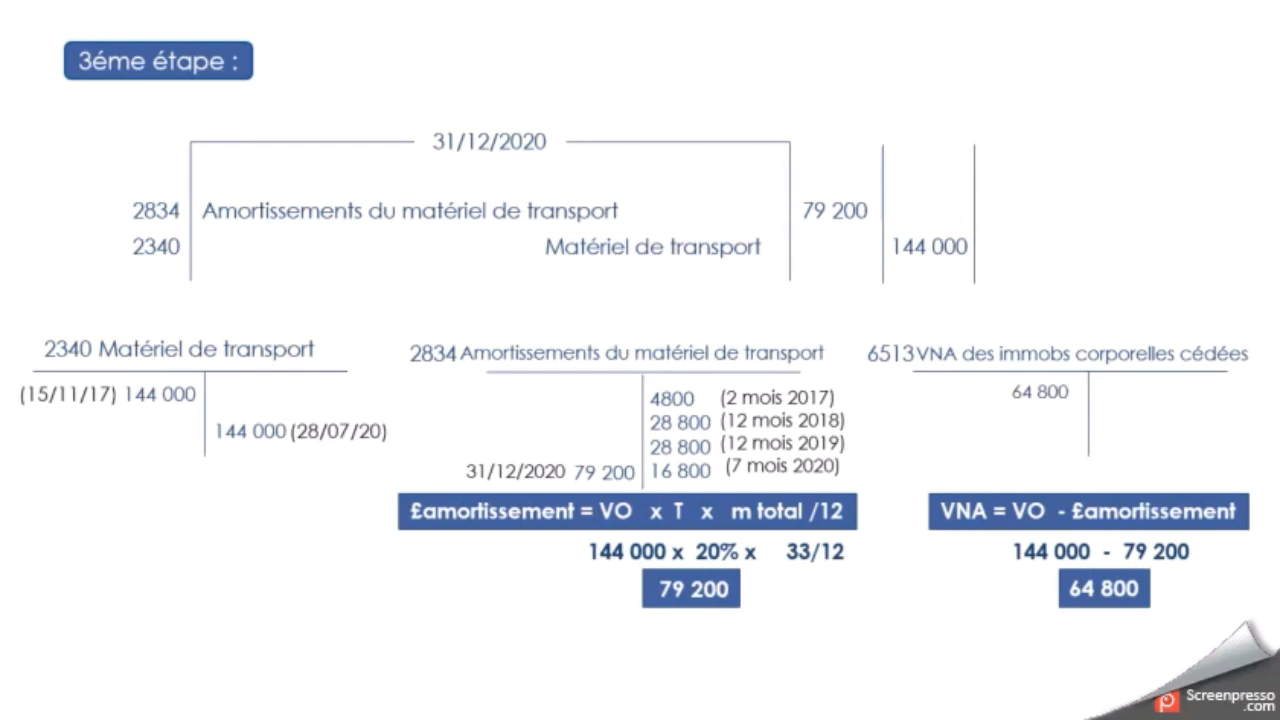 3éme étape :
31/12/2020
2834 Amortissements du matériel de transport 79 200
2340 Matériel de transport 144 000
2340 Matériel de transport
(15/11/17) 144 000
144 000 (28/07/20)
2834 Amortissements du matériel de transport
4800 (2 mois 2017)
28 800 (12 mois 2018)
28 800 (12 mois 2019)
31/12/2020 79 200 16 800 (7 mois 2020)
£amortissement = VO x T x m total /12
144 000 x 20% x 33/12
79 200
6513 VNA des immobs corporelles cédées
64 800
VNA = VO - £amortissement
144 000 - 79 200
64 800
Screenpresso
.com